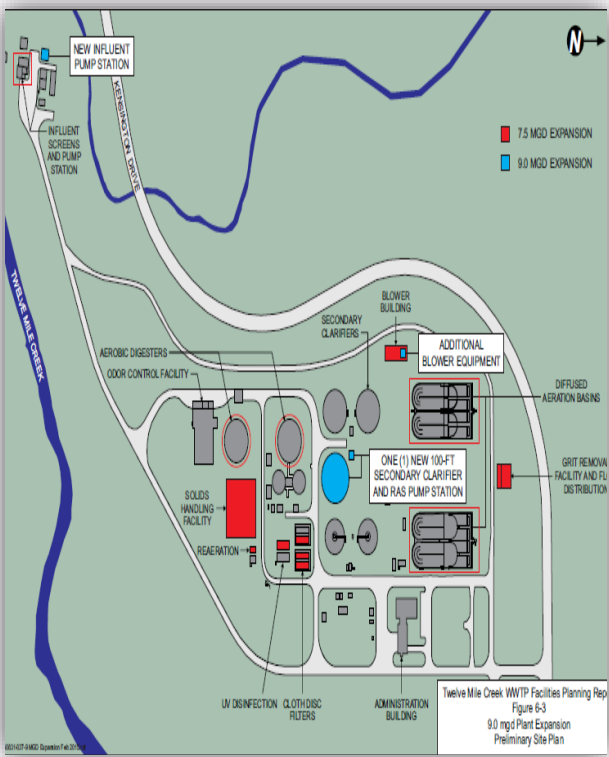 NEW INFLUENT
PUMP STATION
N
KENSINGTON DRIVE
7.5 MGD EXPANSION
9.0 MGD EXPANSION
INFLUENT
SCREENS
AND PUMP
STATION
TWELVE MILE CREEK
BLOWER
BUILDING
SECONDARY
CLARIFIERS
ADDITIONAL
BLOWER EQUIPMENT
AEROBIC DIGESTERS
ODOR CONTROL FACILITY
DIFFUSED
AERATION BASINS
ONE (1) NEW 100-FT
SECONDARY CLARIFIER
AND RAS PUMP STATION
GRIT REMOVA
FACILITY AND FL
DISTRIBUTION
SOLIDS
HANDLING
FACILITY
REAERATION
UV DISINFECTION
CLOTH DISC
FILTERS
ADMINISTRATION
BUILDING
Twelve Mile Creek WWTP Facilities Planning Rep
Figure 6-3
9.0 mgd Plant Expansion
Preliminary Site Plan